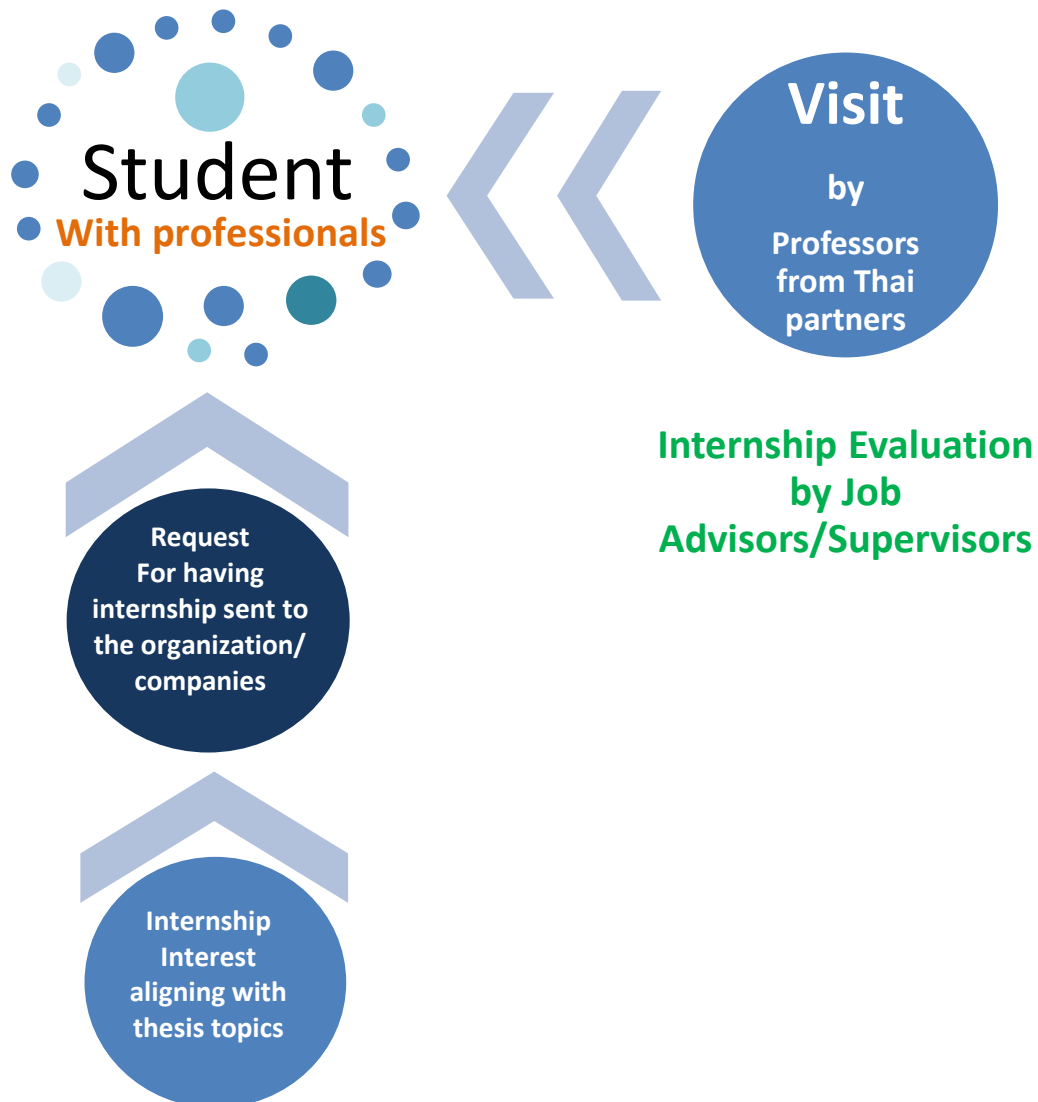 Student
With professionals
Visit
by
Professors
from Thai
partners
Internship Evaluation
by Job
Advisors/Supervisors
Request
For having
internship sent to
the organization/
companies
Internship
Interest
aligning with
thesis topics